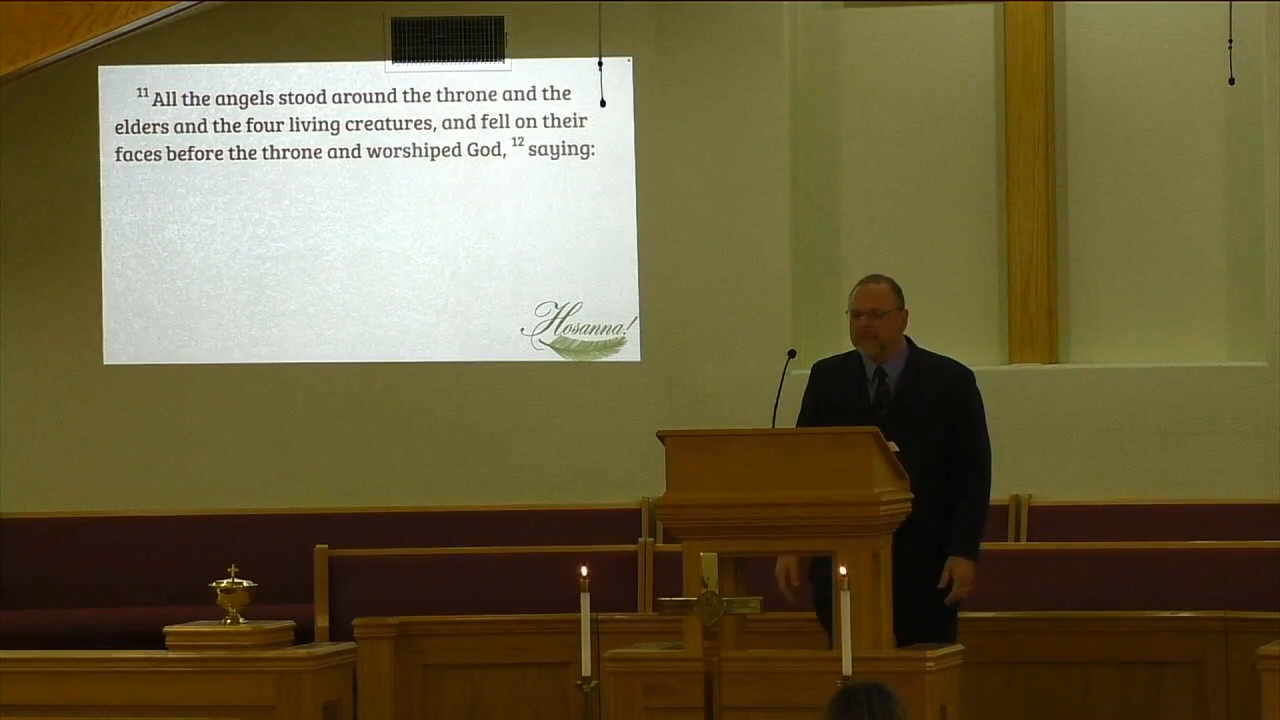 11 All the angels stood around the throne and the
elders and the four living creatures, and fell on their
faces before the throne and worshiped God, 12 saying:
Hosanna!